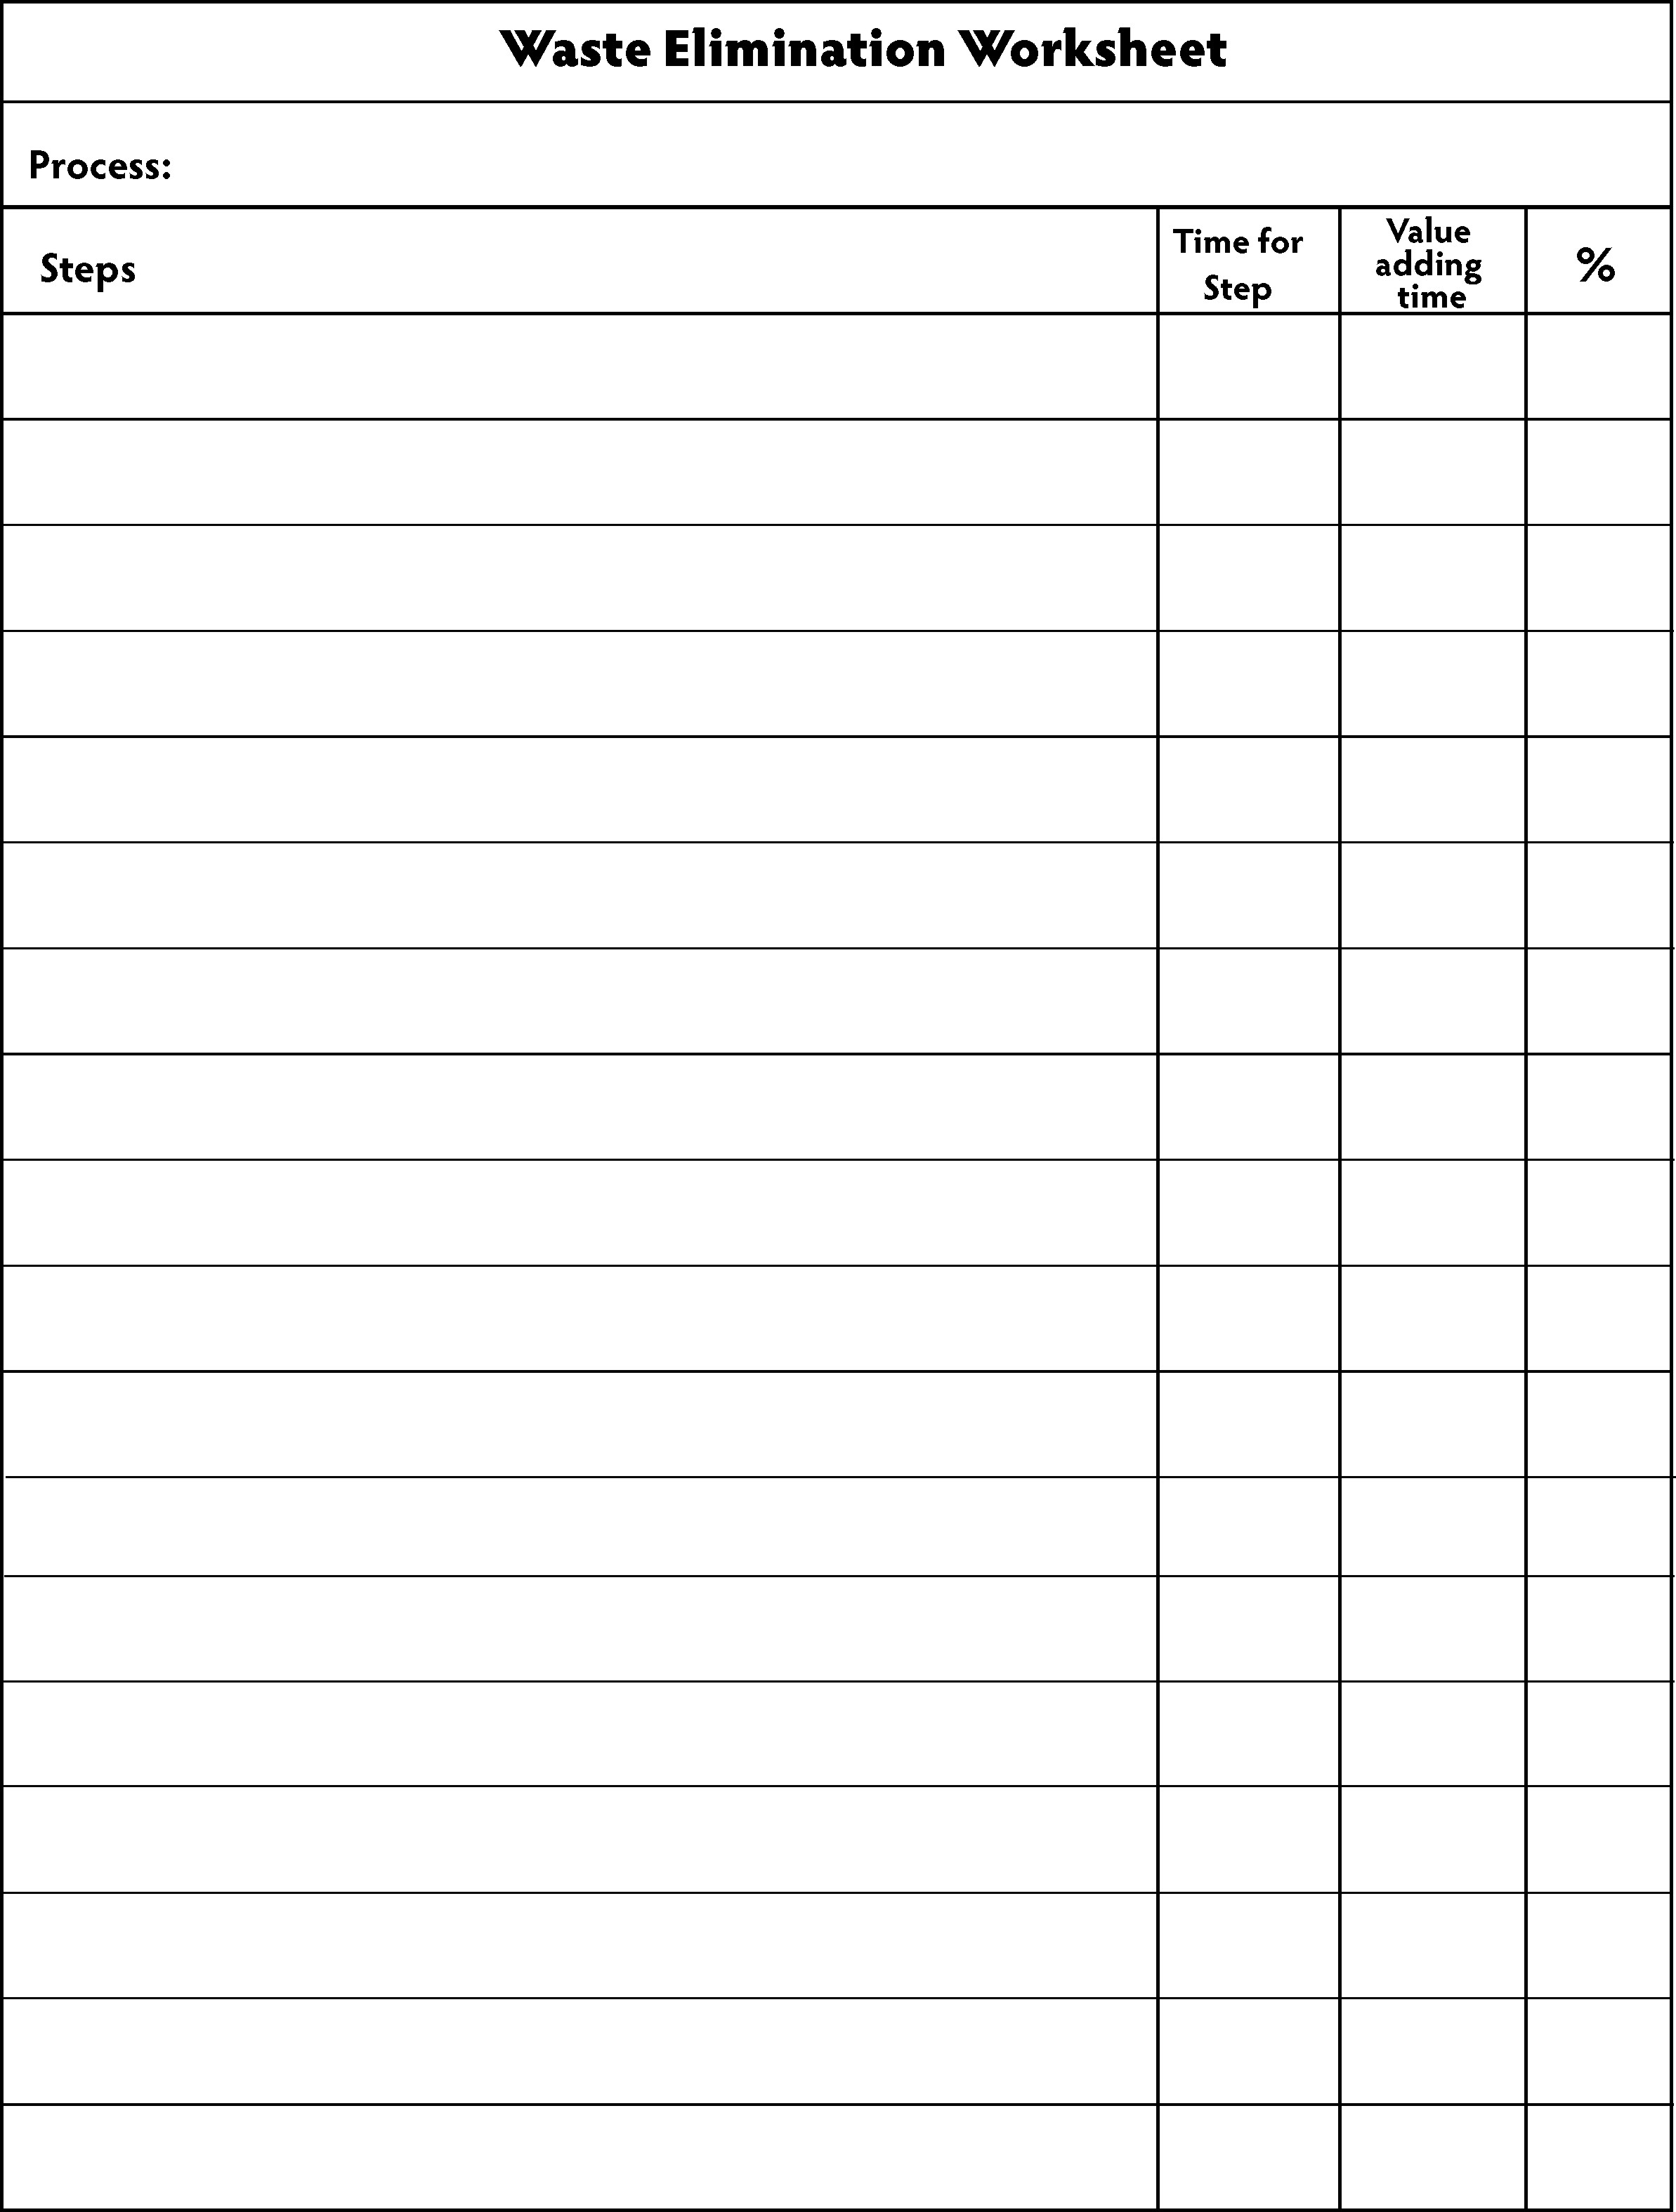 Waste Elimination Worksheet
Process:
Steps
Time for
Step
Value
adding
time
%